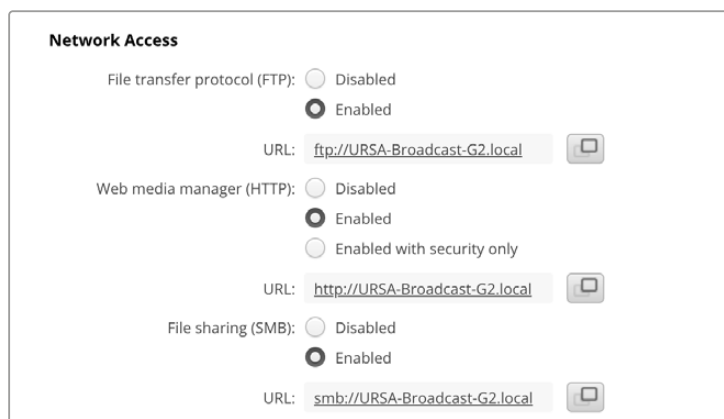 Network Access
File transfer protocol (FTP): Disabled
Enabled
URL: ftp://URSA-Broadcast-G2.local
Web media manager (HTTP): Disabled
Enabled
Enabled with security only
URL: http://URSA-Broadcast-G2.local
File sharing (SMB): Disabled
Enabled
URL: smb://URSA-Broadcast-G2.local